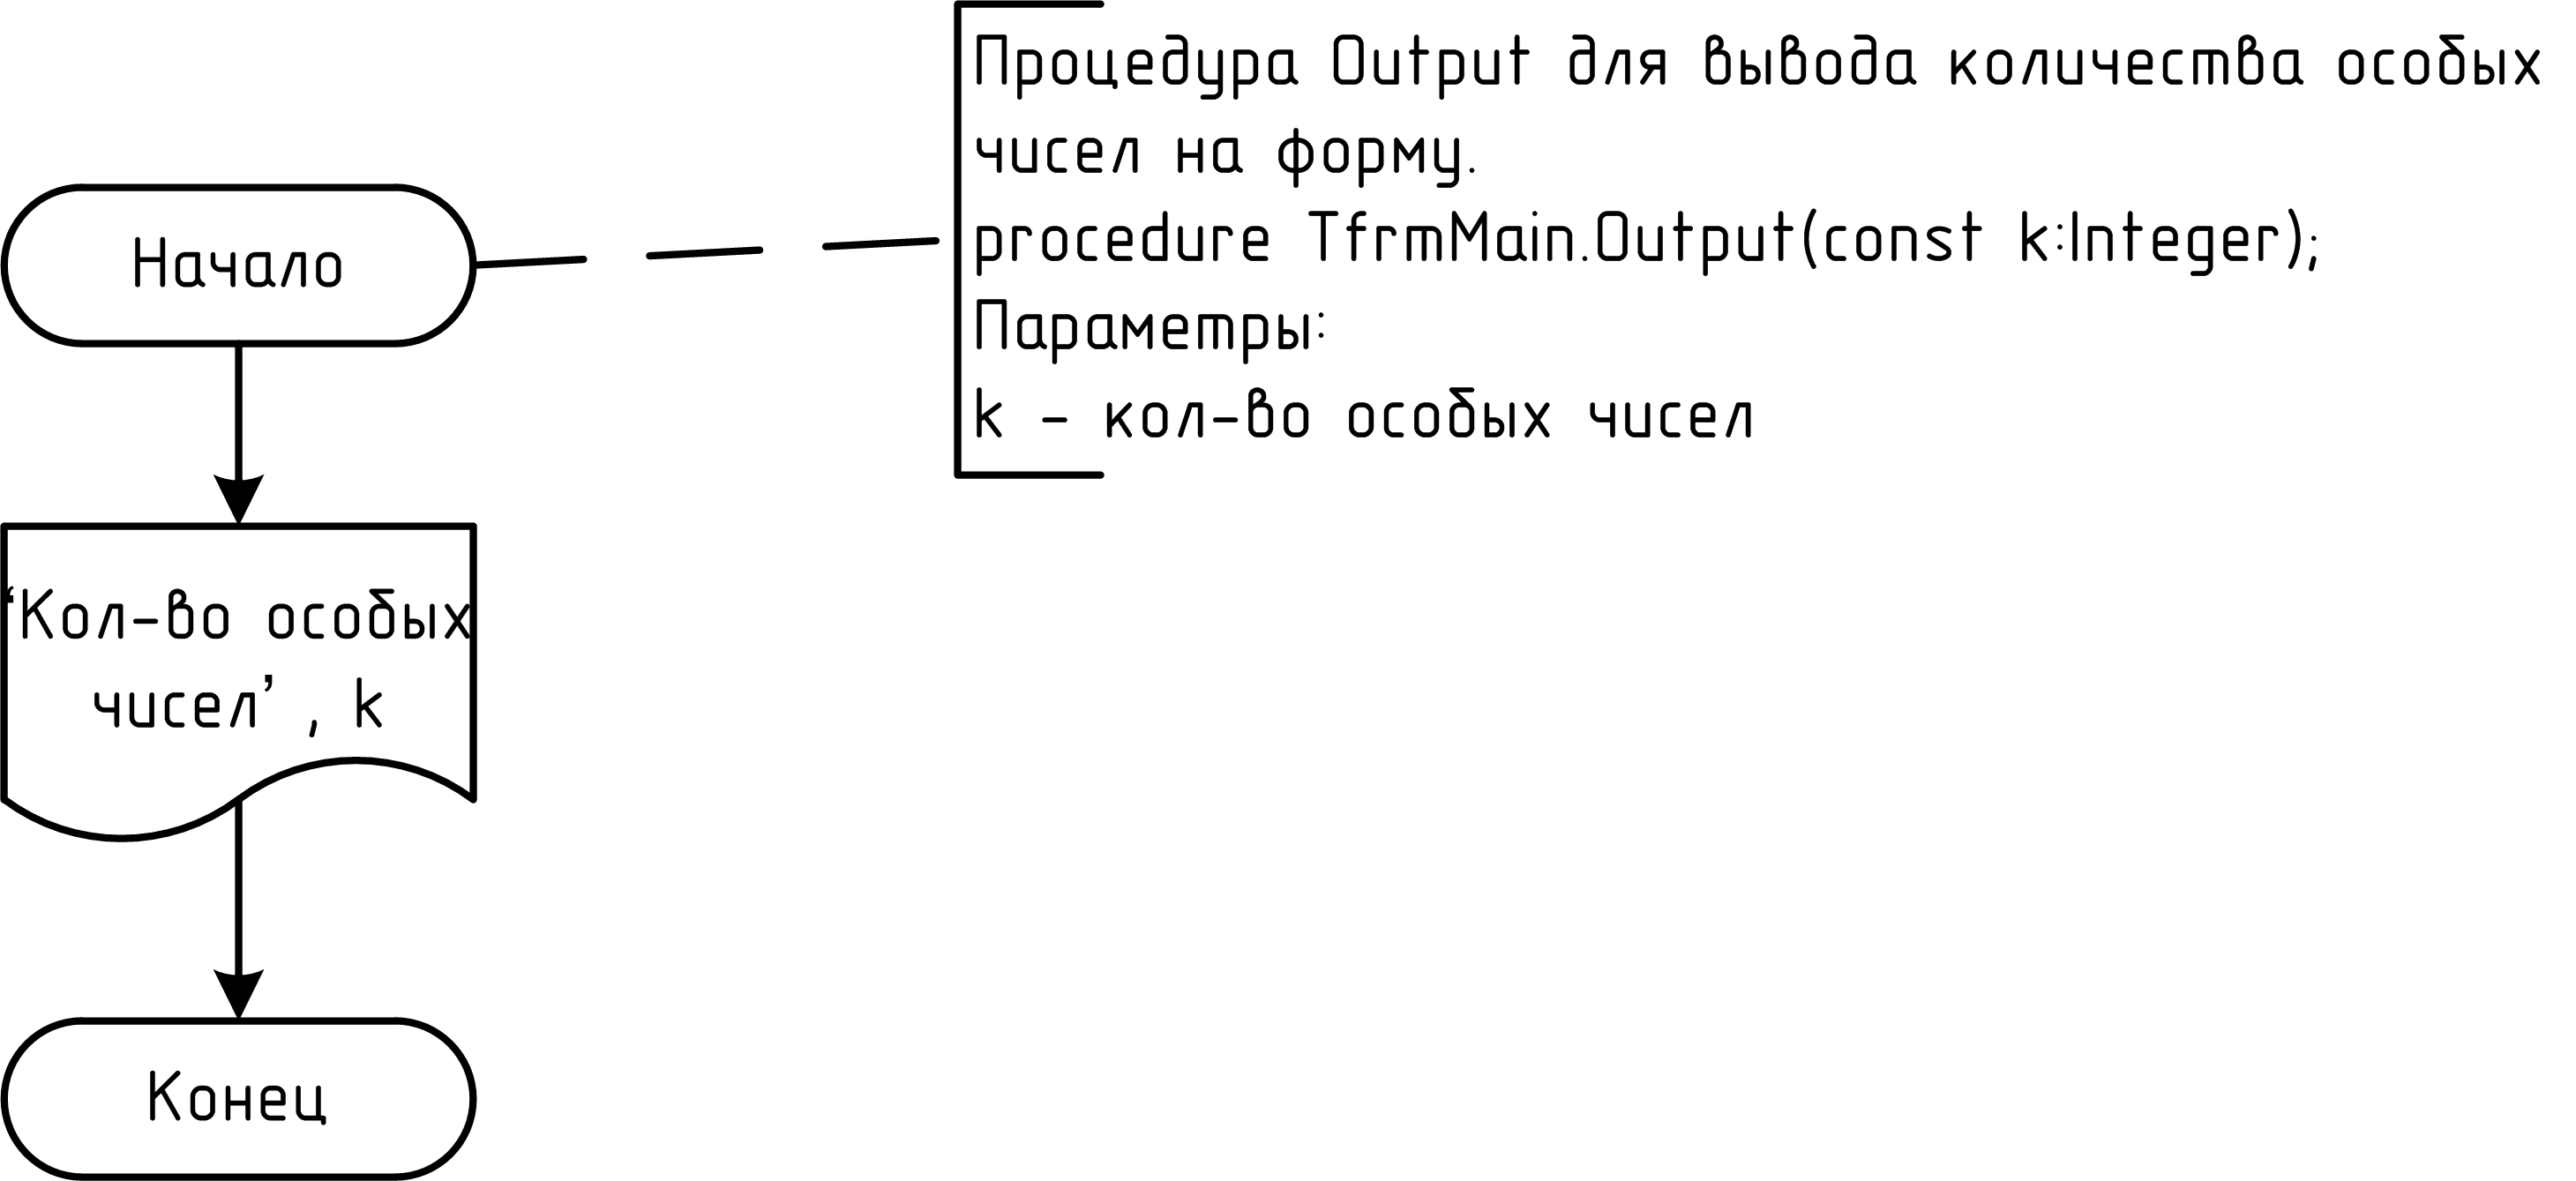 Процедура Output для вывода количества особых
чисел на форму.
procedure TfrmMain.Output(const k:Integer);
Параметры:
k - кол-во особых чисел
Начало
‘Кол-во особых
чисел’, k
Конец